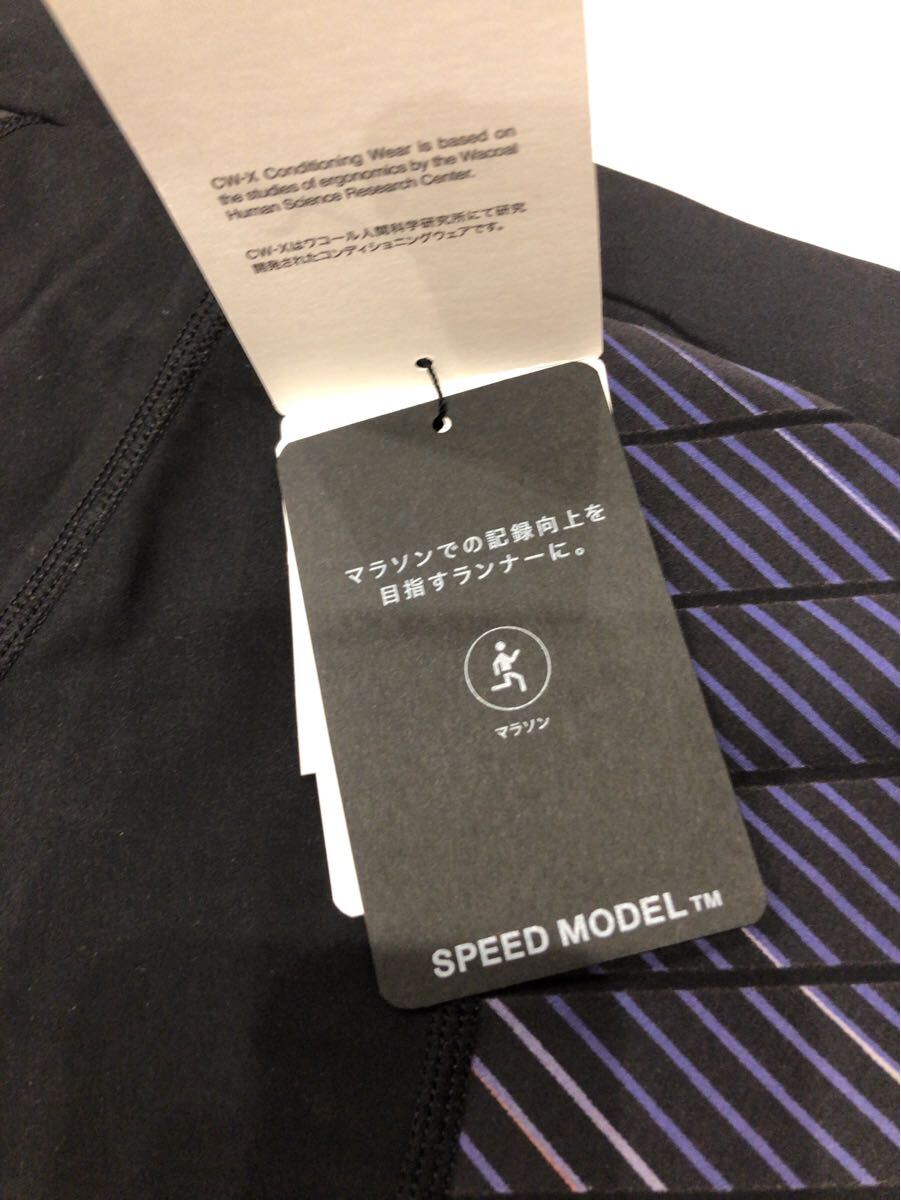 CW-X Conditioning Wear is based on
the studies of ergonomics by the Wacoal
Human Science Research Center.
CW-Xはワコール人間科学研究所にて研究
開発されたコンディショニングウェアです。
マラソンでの記録向上を
目指すランナーに。
マラソン
SPEED MODEL™